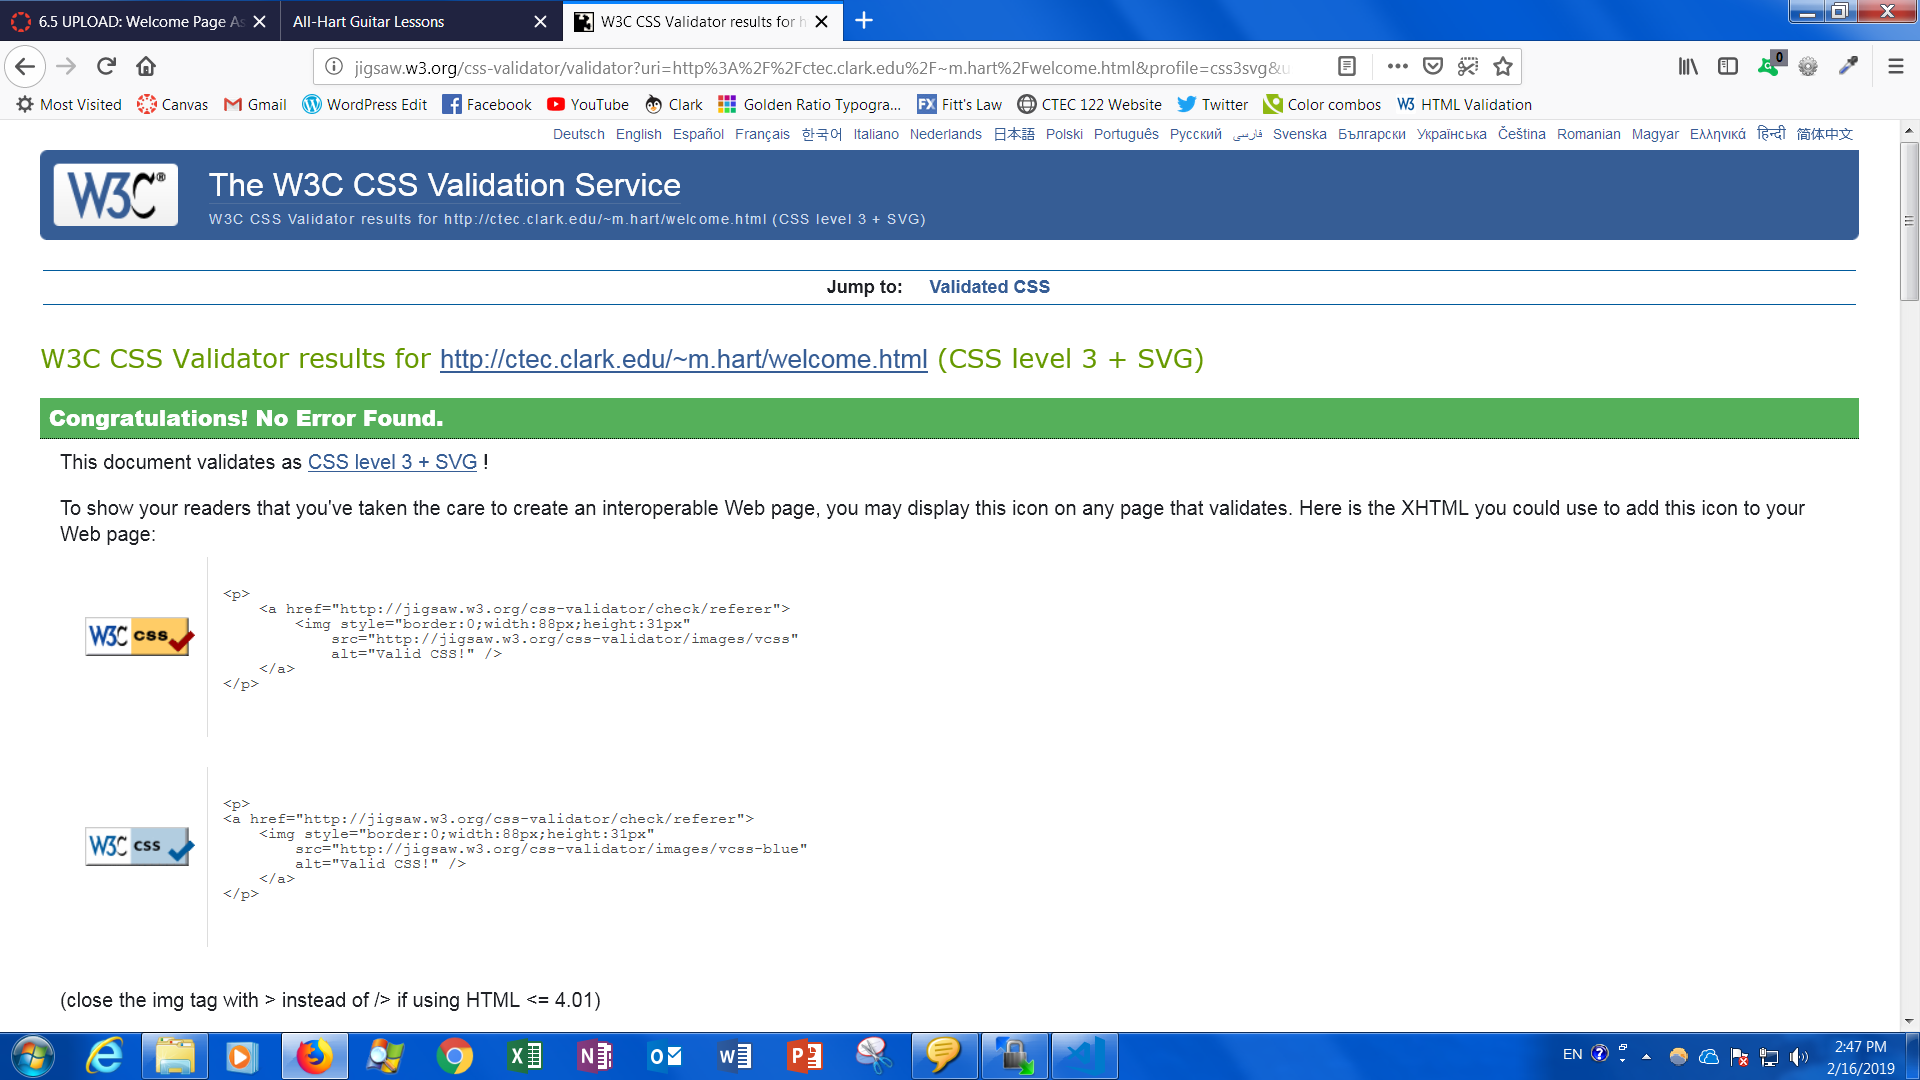 6.5 UPLOAD: Welcome Page As
All-Hart Guitar Lessons
W3C CSS Validator results for h
jigsaw.w3.org/css-validator/validator?uri=http%3A%2F%2Fctec.clark.edu%2F~m.hart%2Fwelcome.html&profile=css3svg&u
0
Most Visited Canvas Gmail WordPress Edit Facebook YouTube Clark Golden Ratio Typogra... FX Fitt's Law CTEC 122 Website Twitter Color combos W3 HTML Validation
Deutsch English Español Français 한국어 Italiano Nederlands 日本語 Polski Português Русский فارسی Svenska Български Українська Čeština Romanian Magyar Ελληνικά हिन्दी 简体中文
W3C®
The W3C CSS Validation Service
W3C CSS Validator results for http://ctec.clark.edu/~m.hart/welcome.html (CSS level 3 + SVG)
Jump to: Validated CSS
W3C CSS Validator results for http://ctec.clark.edu/~m.hart/welcome.html (CSS level 3 + SVG)
Congratulations! No Error Found.
This document validates as CSS level 3 + SVG !
To show your readers that you've taken the care to create an interoperable Web page, you may display this icon on any page that validates. Here is the XHTML you could use to add this icon to your
Web page:
W3C css
<p>
<a href="http://jigsaw.w3.org/css-validator/check/referer">
<img style="border:0;width:88px;height:31px"
src="http://jigsaw.w3.org/css-validator/images/vcss"
alt="Valid CSS!" />
</a>
</p>
W3C css
<p>
<a href="http://jigsaw.w3.org/css-validator/check/referer">
<img style="border:0;width:88px;height:31px"
src="http://jigsaw.w3.org/css-validator/images/vcss-blue"
alt="Valid CSS!" />
</a>
</p>
(close the img tag with > instead of /> if using HTML <= 4.01)
EN
2:47 PM
2/16/2019